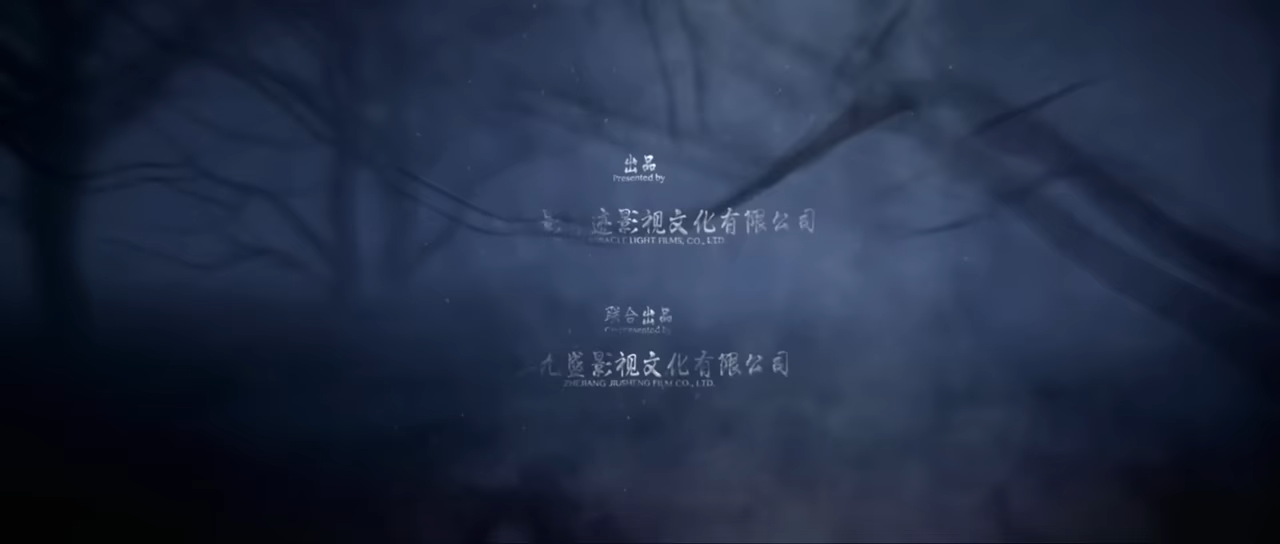 出品
Presented by
迹影视文化有限公司
LIGHT FILMS, CO., LTD.
联合出品
九盛影视文化有限公司
ZHEJIANG JIUSHENG FILM CO., LTD.